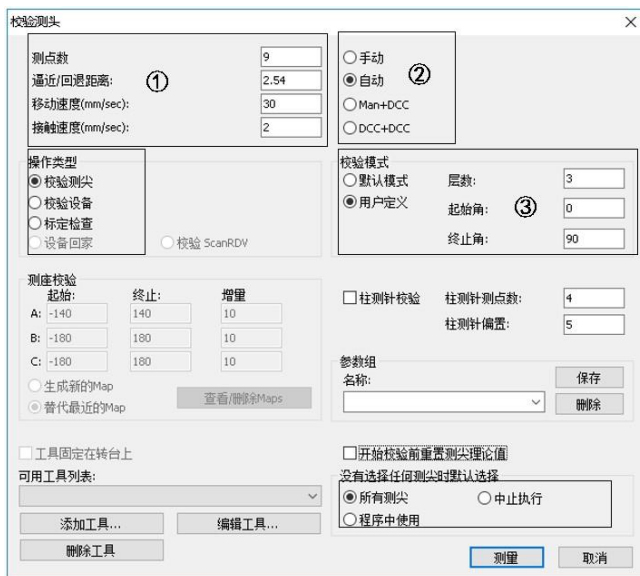 校验测头
测点数 9
逼近/回退距离: 2.54
移动速度(mm/sec): 30
接触速度(mm/sec): 2
①
手动
自动
Man+DCC
DCC+DCC
②
操作类型
校验测尖
校验设备
标定检查
设备回家
校验 ScanRDV
校验模式
默认模式
用户定义
层数: 3
起始角: 0
终止角: 90
③
测座校验
起始: 终止: 增量
A: -140 140 10
B: -180 180 10
C: -180 180 10
生成新的Map
替代最近的Map
查看/删除Maps
柱测针校验
柱测针测点数: 4
柱测针偏置: 5
参数组
名称:
保存
删除
工具固定在转台上
可用工具列表:
添加工具...
编辑工具...
删除工具
开始校验前重置测尖理论值
没有选择任何测尖时默认选择
所有测尖
中止执行
程序中使用
测量
取消